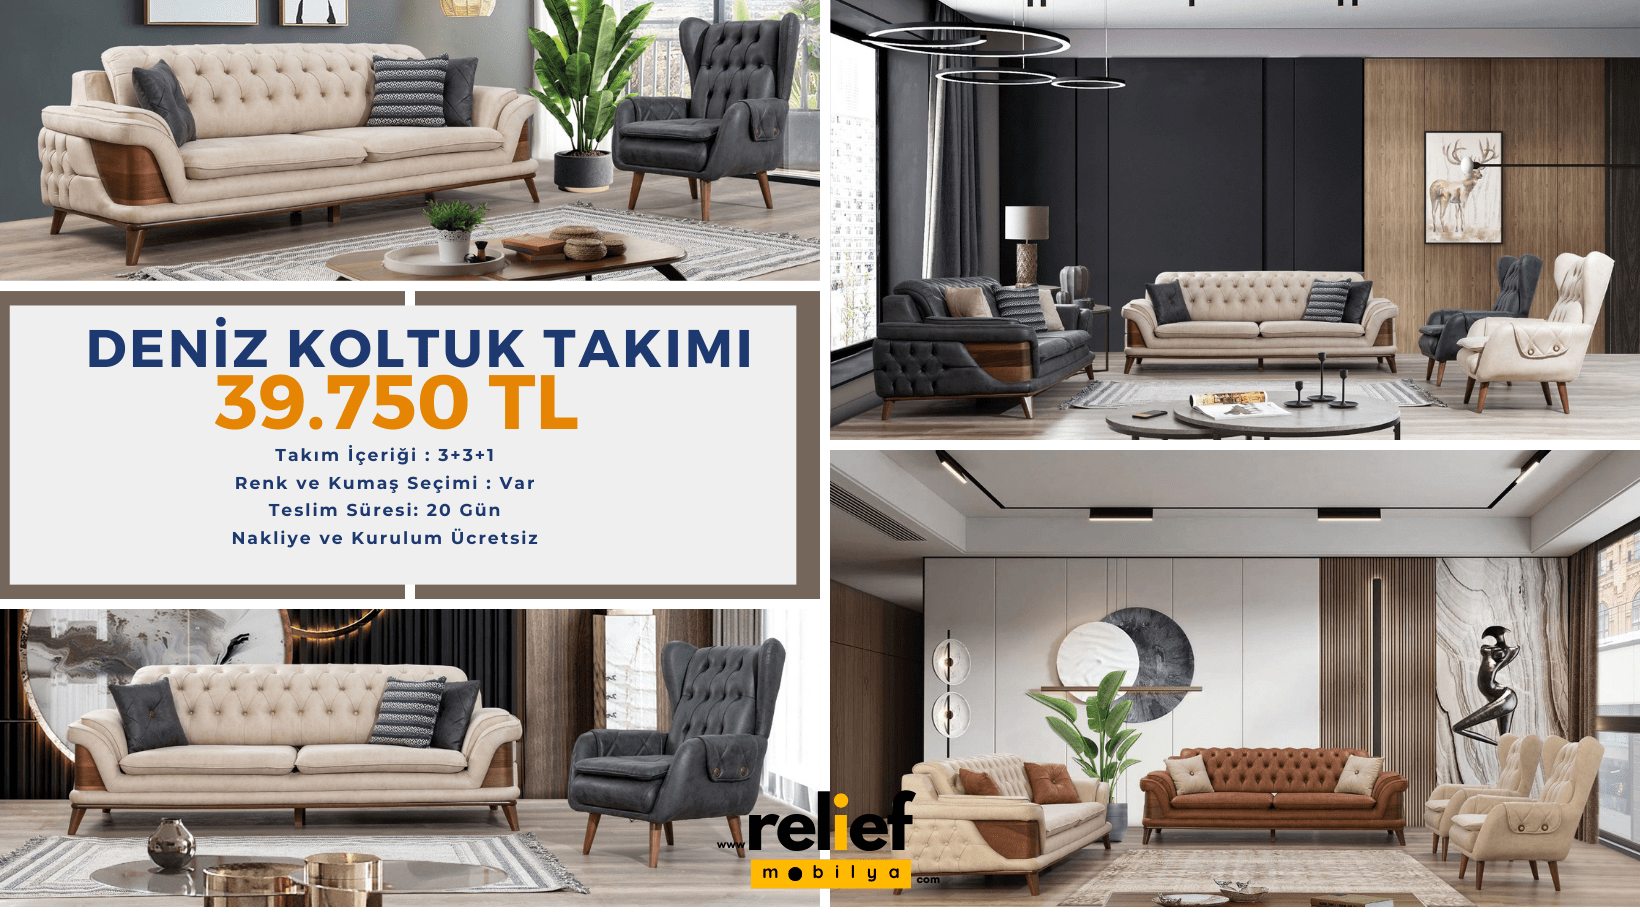 DENİZ KOLTUK TAKIMI
39.750 TL
Takım İçeriği : 3+3+1
Renk ve Kumaş Seçimi : Var
Teslim Süresi: 20 Gün
Nakliye ve Kurulum Ücretsiz
www.
relief
mobilya
.com